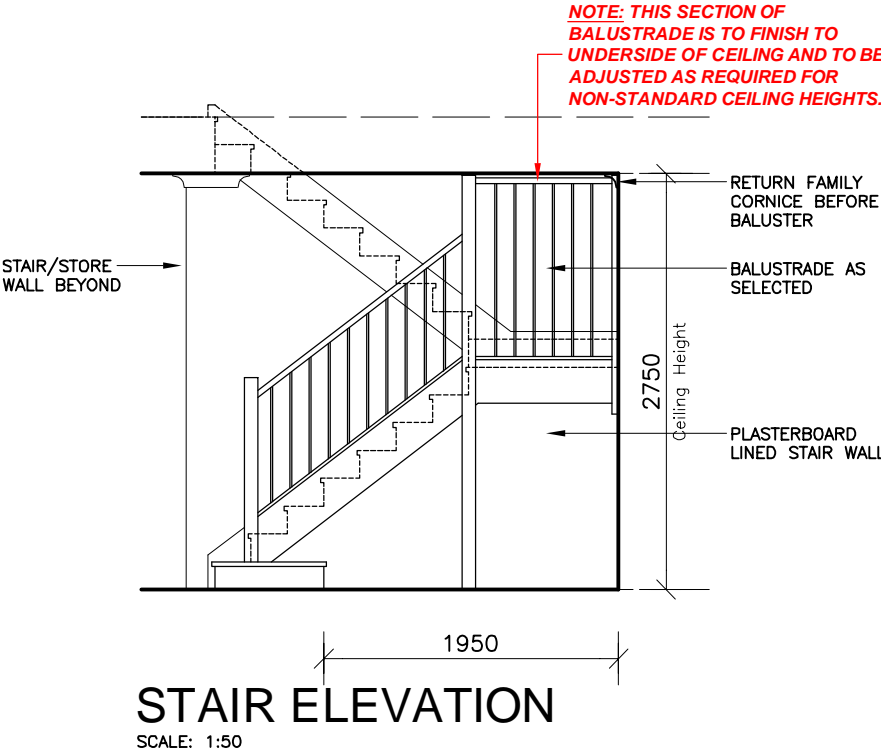 NOTE: THIS SECTION OF
BALUSTRADE IS TO FINISH TO
UNDERSIDE OF CEILING AND TO BE
ADJUSTED AS REQUIRED FOR
NON-STANDARD CEILING HEIGHTS.
RETURN FAMILY
CORNICE BEFORE
BALUSTER
STAIR/STORE
WALL BEYOND
BALUSTRADE AS
SELECTED
2750
Ceiling Height
PLASTERBOARD
LINED STAIR WALL
1950
STAIR ELEVATION
SCALE: 1:50